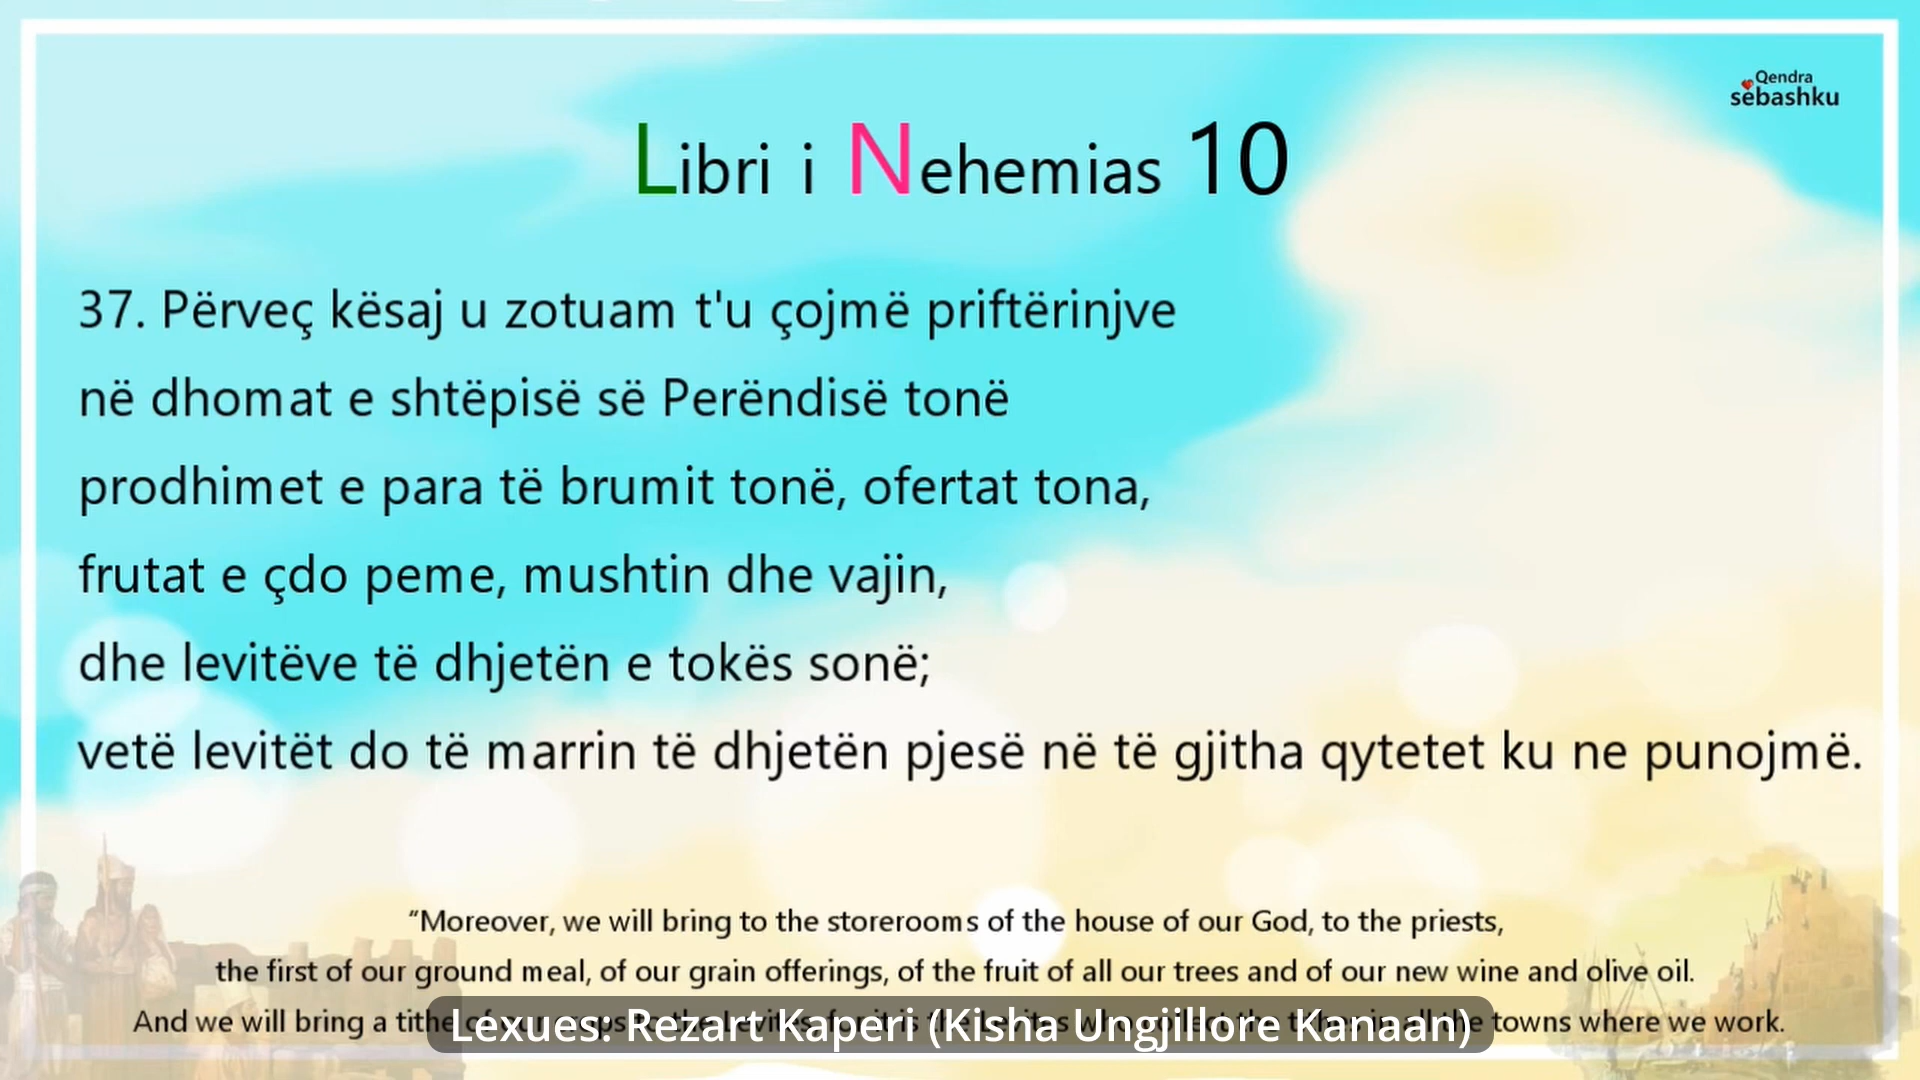 Qendra
sëbashku
Libri i Nehemias 10
37. Përveç kësaj u zotuam t'u çojmë priftërinjve
në dhomat e shtëpisë së Perëndisë tonë
prodhimet e para të brumit tonë, ofertat tona,
frutat e çdo peme, mushtin dhe vajin,
dhe levitëve të dhjetën e tokës sonë;
vetë levitët do të marrin të dhjetën pjesë në të gjitha qytetet ku ne punojmë.
“Moreover, we will bring to the storerooms of the house of our God, to the priests,
the first of our ground meal, of our grain offerings, of the fruit of all our trees and of our new wine and olive oil.
And we will bring a tithe towns where we work.
Lexues: Rezart Kaperi (Kisha Ungjillore Kanaan)